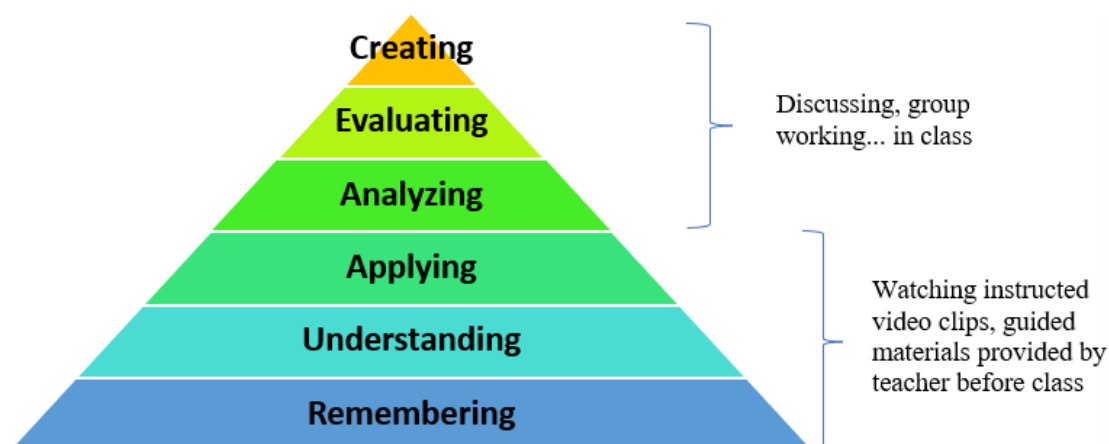 Creating
Evaluating
Analyzing
Discussing, group
working... in class
Applying
Understanding
Remembering
Watching instructed
video clips, guided
materials provided by
teacher before class